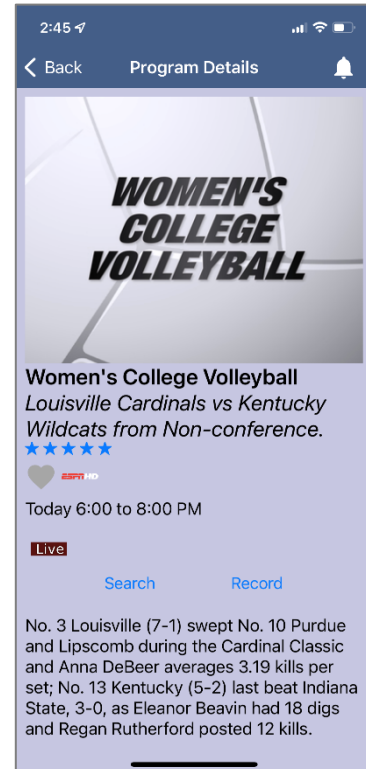 2:45
Back Program Details
WOMEN'S
COLLEGE
VOLLEYBALL
Women's College Volleyball
Louisville Cardinals vs Kentucky
Wildcats from Non-conference.
ESPN HD
Today 6:00 to 8:00 PM
Live
Search Record
No. 3 Louisville (7-1) swept No. 10 Purdue
and Lipscomb during the Cardinal Classic
and Anna DeBeer averages 3.19 kills per
set; No. 13 Kentucky (5-2) last beat Indiana
State, 3-0, as Eleanor Beavin had 18 digs
and Regan Rutherford posted 12 kills.